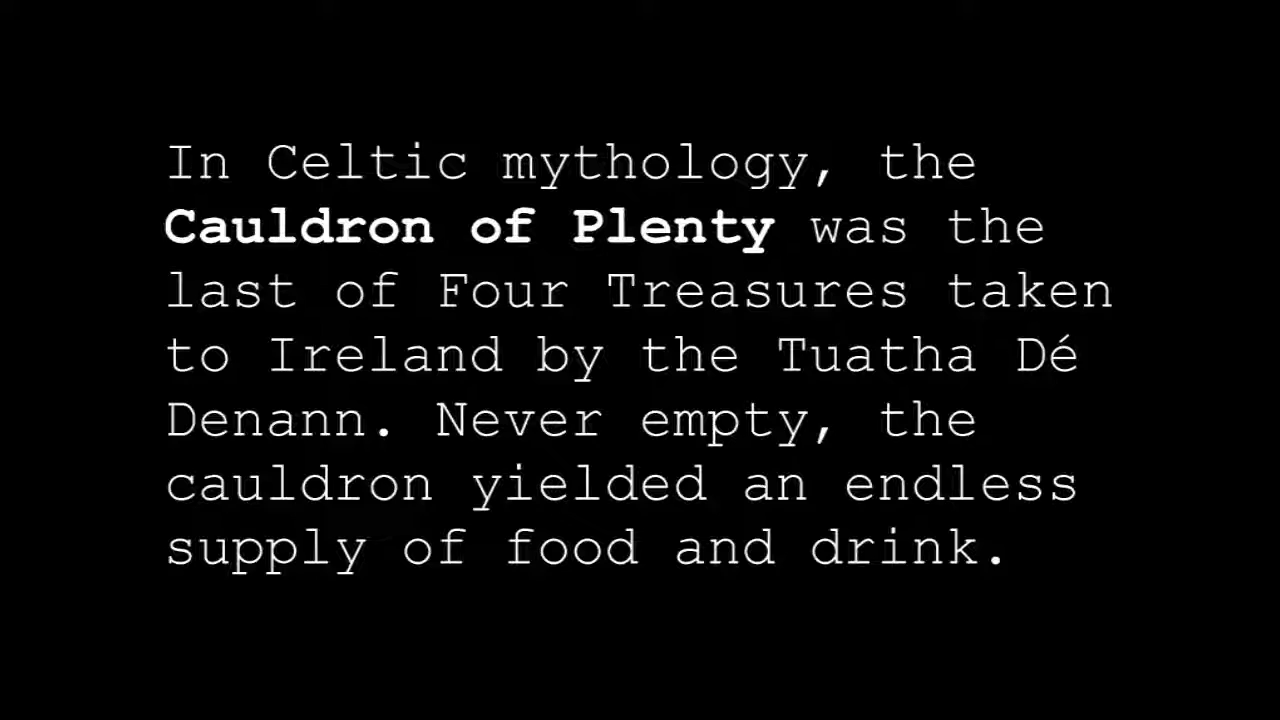 In Celtic mythology, the
Cauldron of Plenty was the
last of Four Treasures taken
to Ireland by the Tuatha Dé
Denann. Never empty, the
cauldron yielded an endless
supply of food and drink.